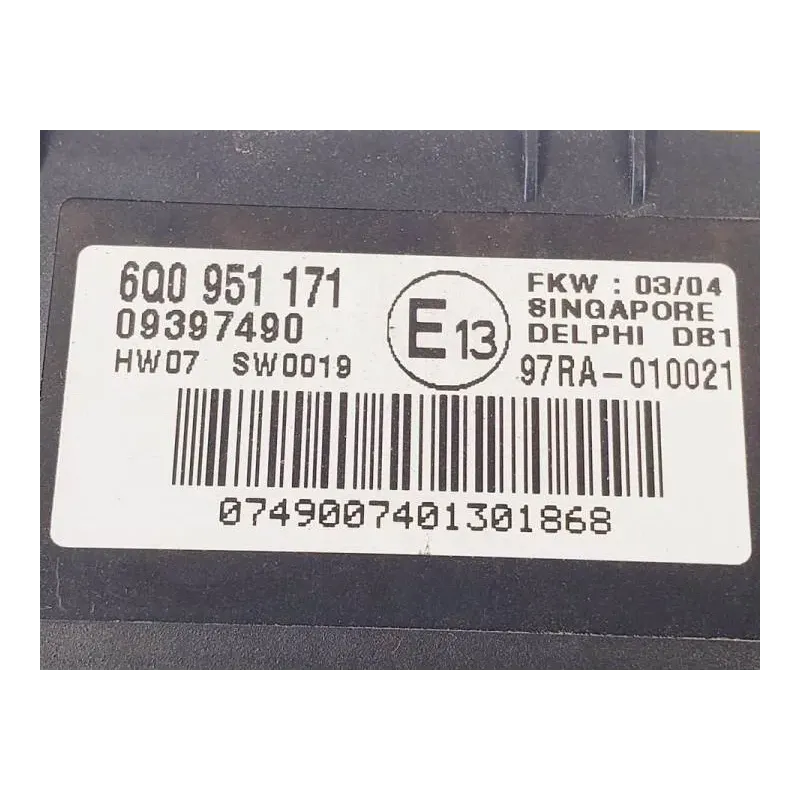 6Q0 951 171
09397490
HW07 SW0019
E13
FKW : 03/04
SINGAPORE
DELPHI DB1
97RA-010021
0749007401301868